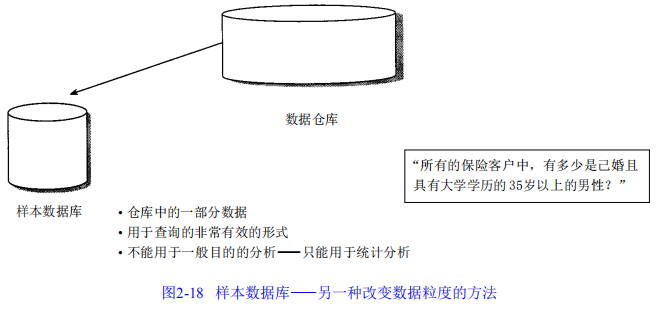 数据仓库
“所有的保险客户中，有多少是己婚且
具有大学学历的35岁以上的男性？”
样本数据库
·仓库中的一部分数据
·用于查询的非常有效的形式
·不能用于一般目的的分析——只能用于统计分析
图2-18 样本数据库——另一种改变数据粒度的方法